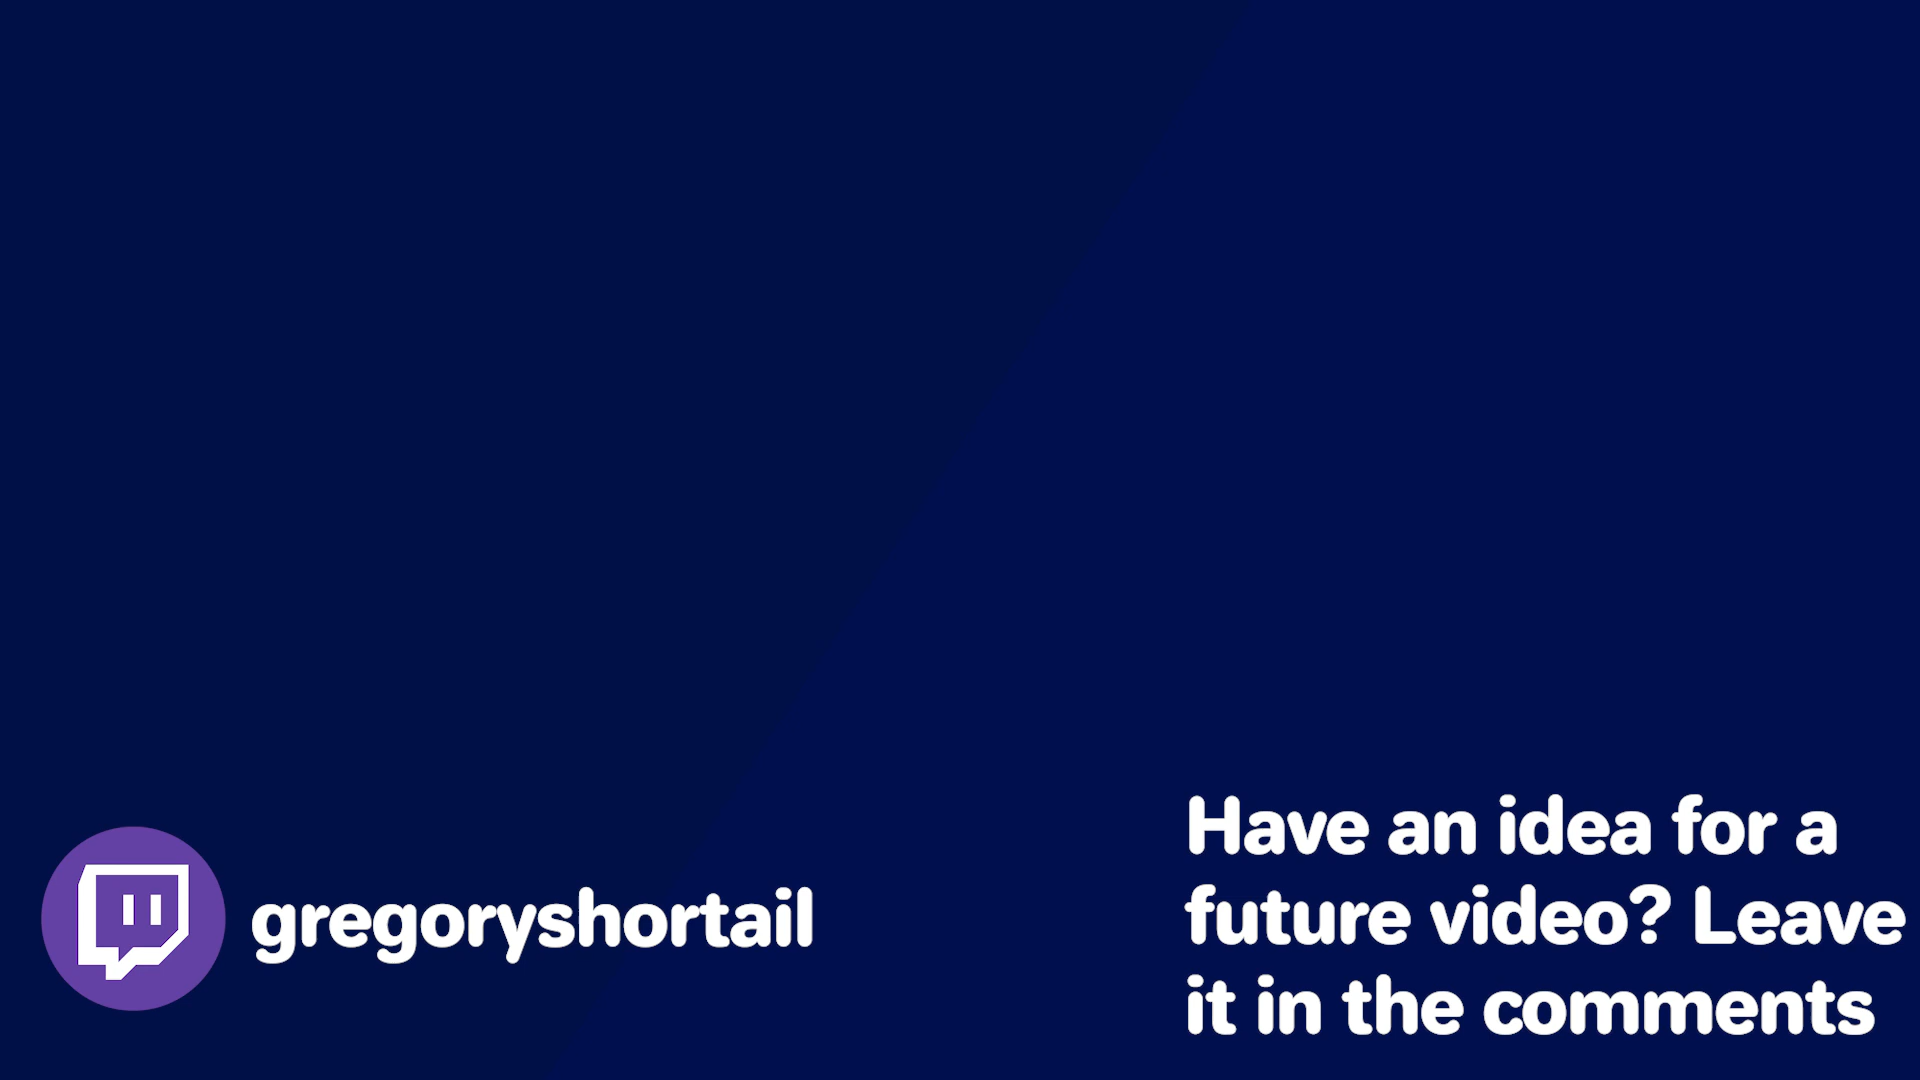 gregoryshortail
Have an idea for a
future video? Leave
it in the comments